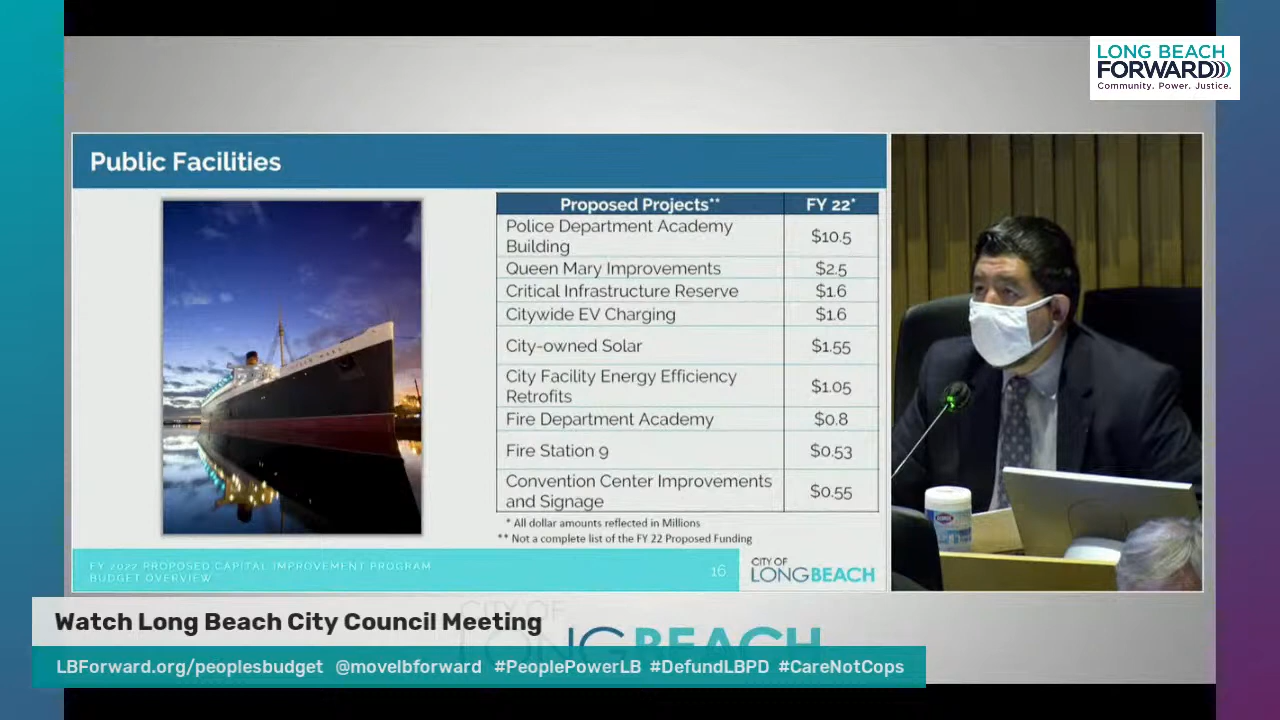 LONG BEACH
FORWARD
Community. Power. Justice.
Public Facilities
Proposed Projects** FY 22*
Police Department Academy
Building $10.5
Queen Mary Improvements $2.5
Critical Infrastructure Reserve $1.6
Citywide EV Charging $1.6
City-owned Solar $1.55
City Facility Energy Efficiency
Retrofits $1.05
Fire Department Academy $0.8
Fire Station 9 $0.53
Convention Center Improvements
and Signage $0.55
* All dollar amounts reflected in Millions
** Not a complete list of the FY 22 Proposed Funding
FY 2022 PROPOSED CAPITAL IMPROVEMENT PROGRAM
BUDGET OVERVIEW
16
CITY OF
LONGBEACH
CITY OF
LONGBEACH
Watch Long Beach City Council Meeting
LBForward.org/peoplesbudget @movelbforward #PeoplePowerLB #DefundLBPD #CareNotCops